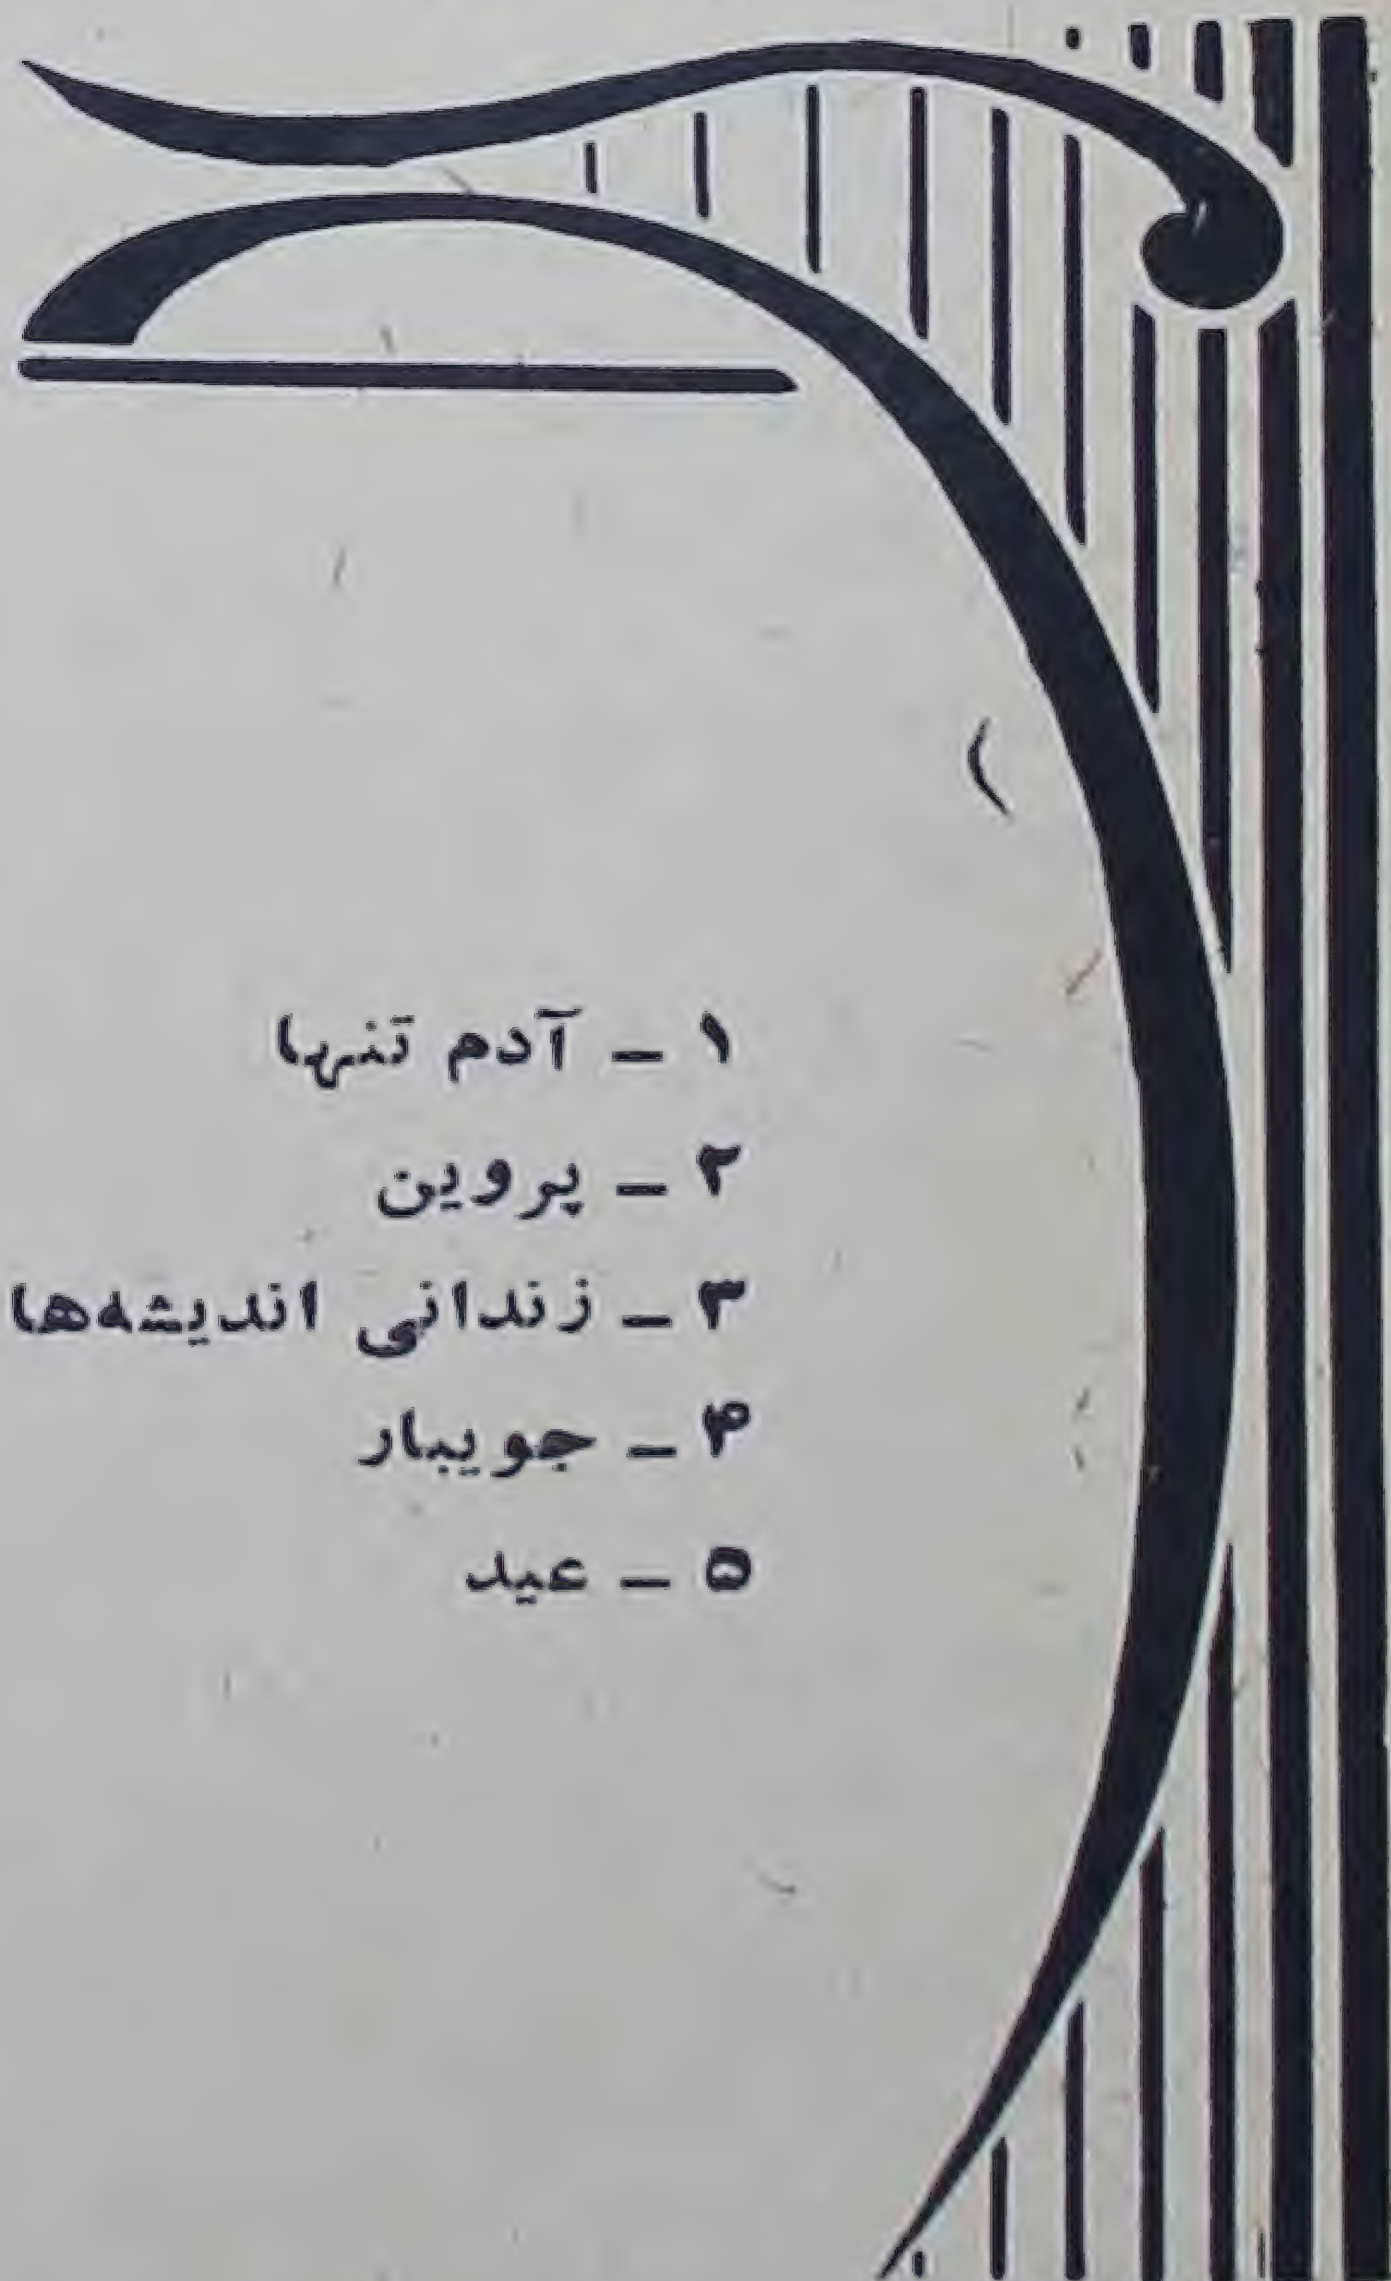 ۱ – آدم تنها
۲ – پروین
۳ – زندانی اندیشه‌ها
۴ – جویبار
۵ – عید